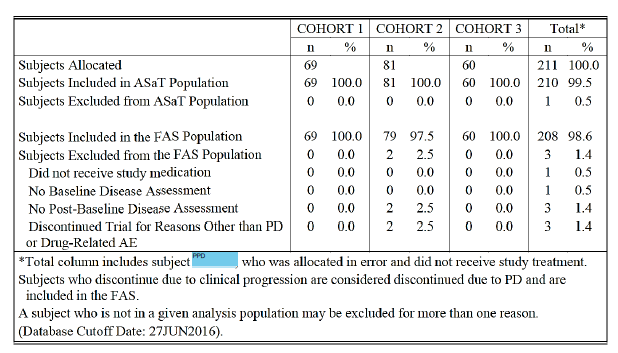 COHORT 1 COHORT 2 COHORT 3 Total*
n % n % n % n %
Subjects Allocated 69 81 60 211 100.0
Subjects Included in ASaT Population 69 100.0 81 100.0 60 100.0 210 99.5
Subjects Excluded from ASaT Population 0 0.0 0 0.0 0 0.0 1 0.5
Subjects Included in the FAS Population 69 100.0 79 97.5 60 100.0 208 98.6
Subjects Excluded from the FAS Population 0 0.0 2 2.5 0 0.0 3 1.4
Did not receive study medication 0 0.0 0 0.0 0 0.0 1 0.5
No Baseline Disease Assessment 0 0.0 0 0.0 0 0.0 1 0.5
No Post-Baseline Disease Assessment 0 0.0 2 2.5 0 0.0 3 1.4
Discontinued Trial for Reasons Other than PD 0 0.0 2 2.5 0 0.0 3 1.4
or Drug-Related AE
*Total column includes subject PPD , who was allocated in error and did not receive study treatment.
Subjects who discontinue due to clinical progression are considered discontinued due to PD and are
included in the FAS.
A subject who is not in a given analysis population may be excluded for more than one reason.
(Database Cutoff Date: 27JUN2016).